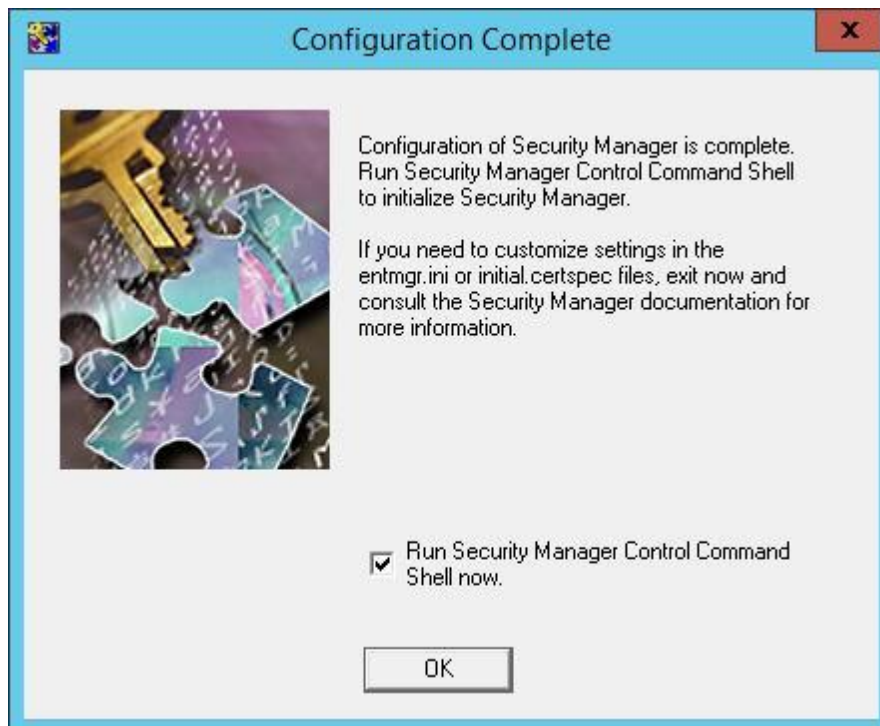 Configuration Complete
x
Configuration of Security Manager is complete.
Run Security Manager Control Command Shell
to initialize Security Manager.
If you need to customize settings in the
entmgr.ini or initial.certspec files, exit now and
consult the Security Manager documentation for
more information.
Run Security Manager Control Command
Shell now.
OK